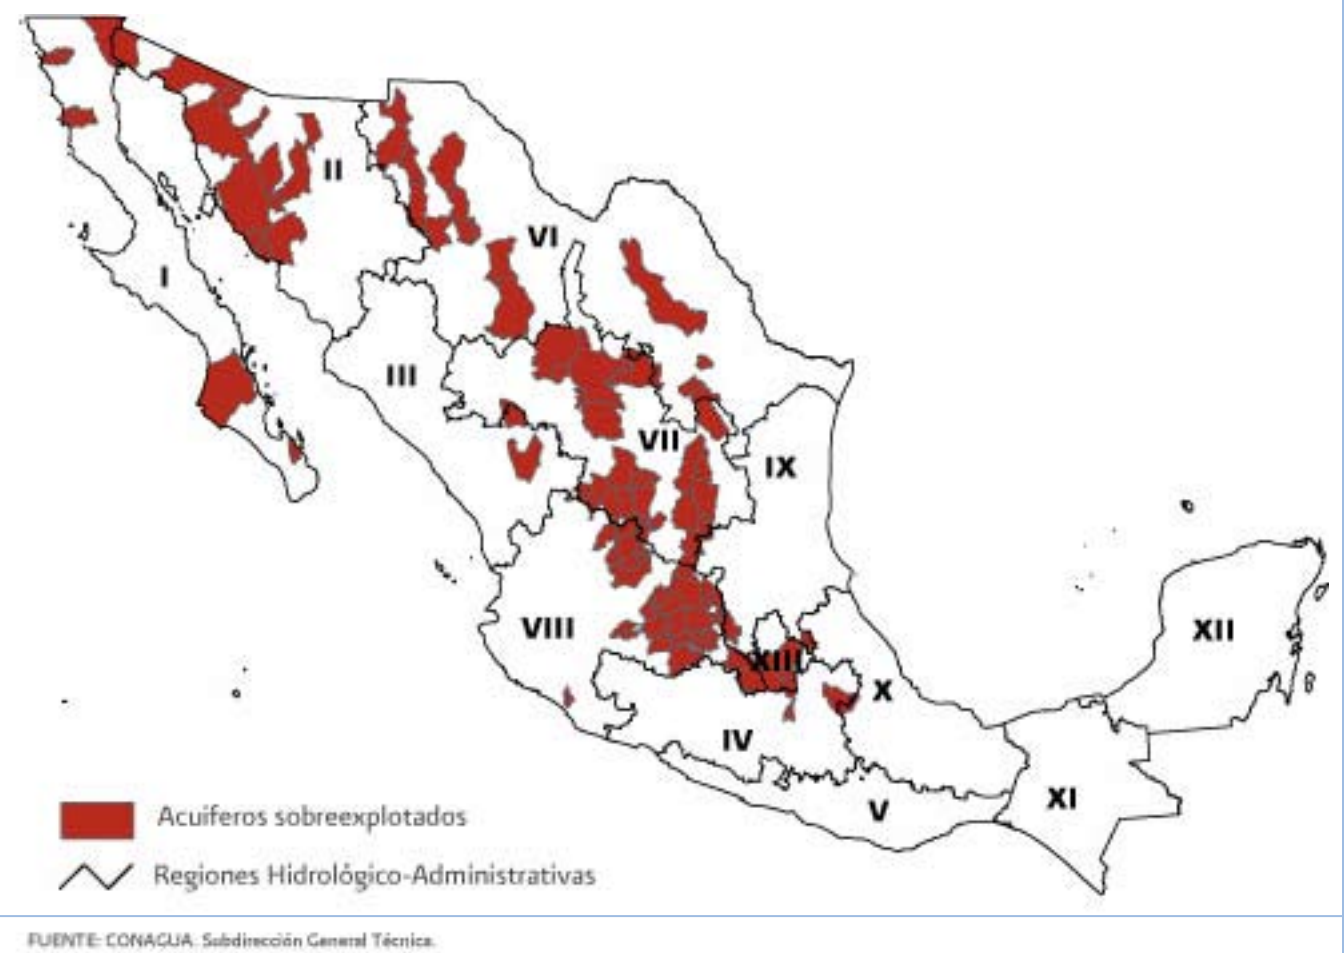 II
VI
I
III
VII
IX
VIII
XII
XIII
X
IV
XI
V
Acuíferos sobreexplotados
Regiones Hidrológico-Administrativas
FUENTE: CONAGUA. Subdirección General Técnica.